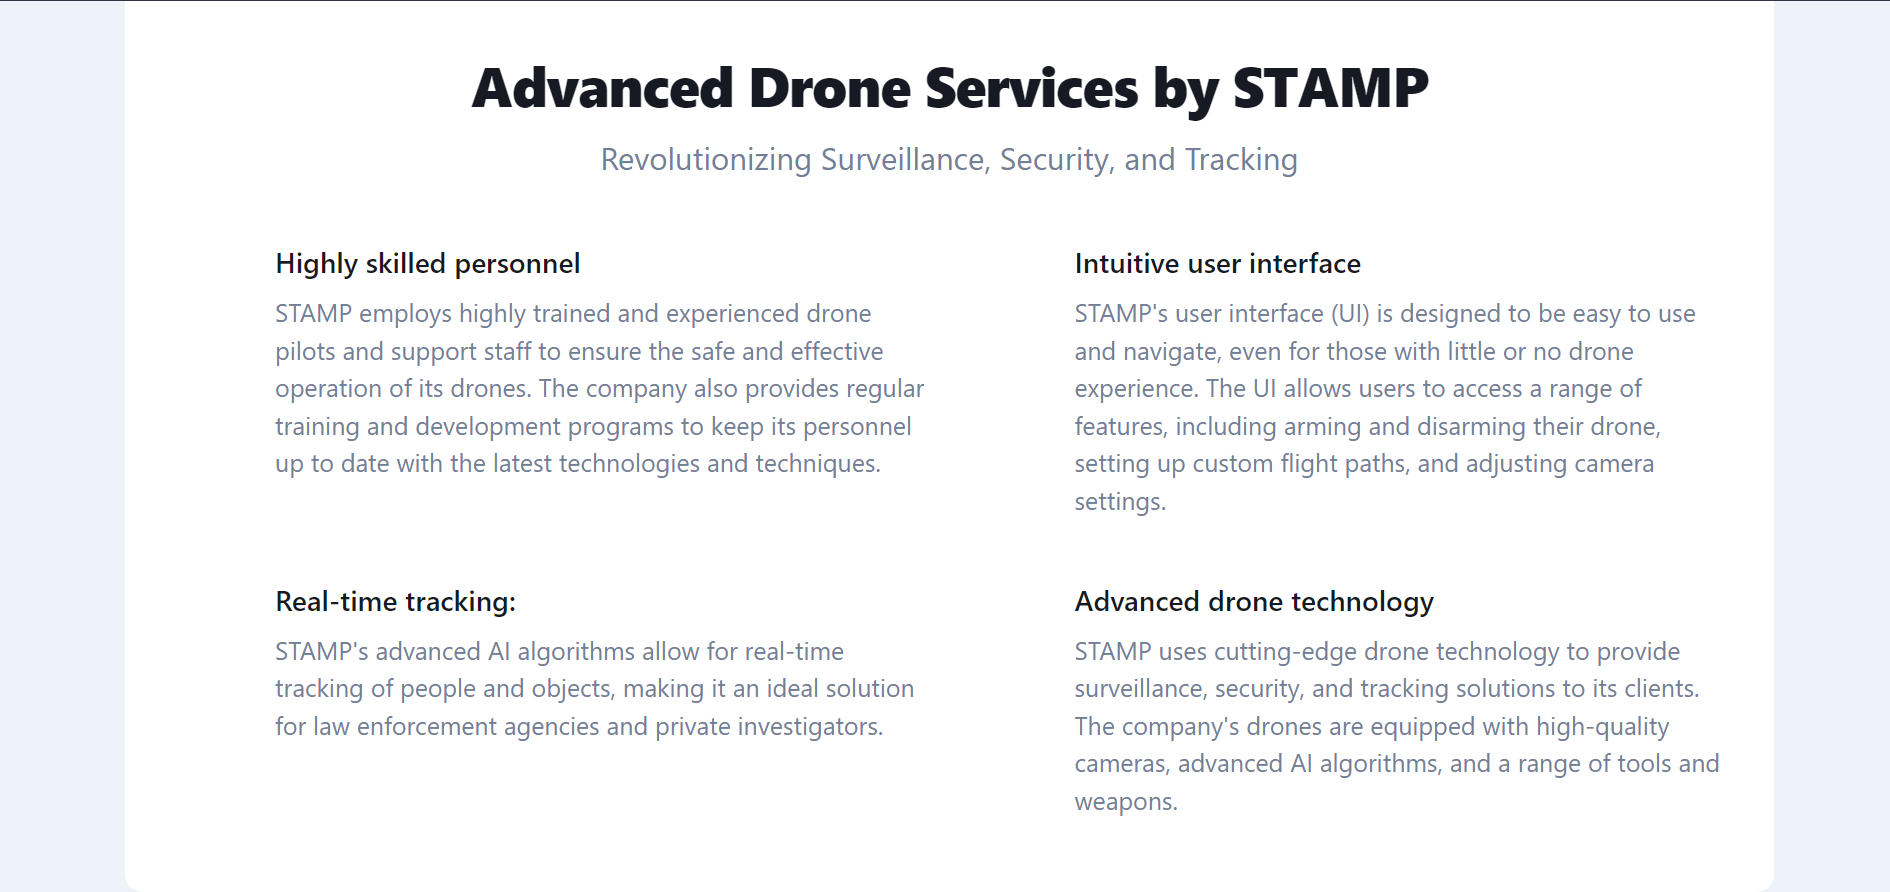 Advanced Drone Services by STAMP
Revolutionizing Surveillance, Security, and Tracking
Highly skilled personnel
STAMP employs highly trained and experienced drone
pilots and support staff to ensure the safe and effective
operation of its drones. The company also provides regular
training and development programs to keep its personnel
up to date with the latest technologies and techniques.
Intuitive user interface
STAMP's user interface (UI) is designed to be easy to use
and navigate, even for those with little or no drone
experience. The UI allows users to access a range of
features, including arming and disarming their drone,
setting up custom flight paths, and adjusting camera
settings.
Real-time tracking:
STAMP's advanced AI algorithms allow for real-time
tracking of people and objects, making it an ideal solution
for law enforcement agencies and private investigators.
Advanced drone technology
STAMP uses cutting-edge drone technology to provide
surveillance, security, and tracking solutions to its clients.
The company's drones are equipped with high-quality
cameras, advanced AI algorithms, and a range of tools and
weapons.